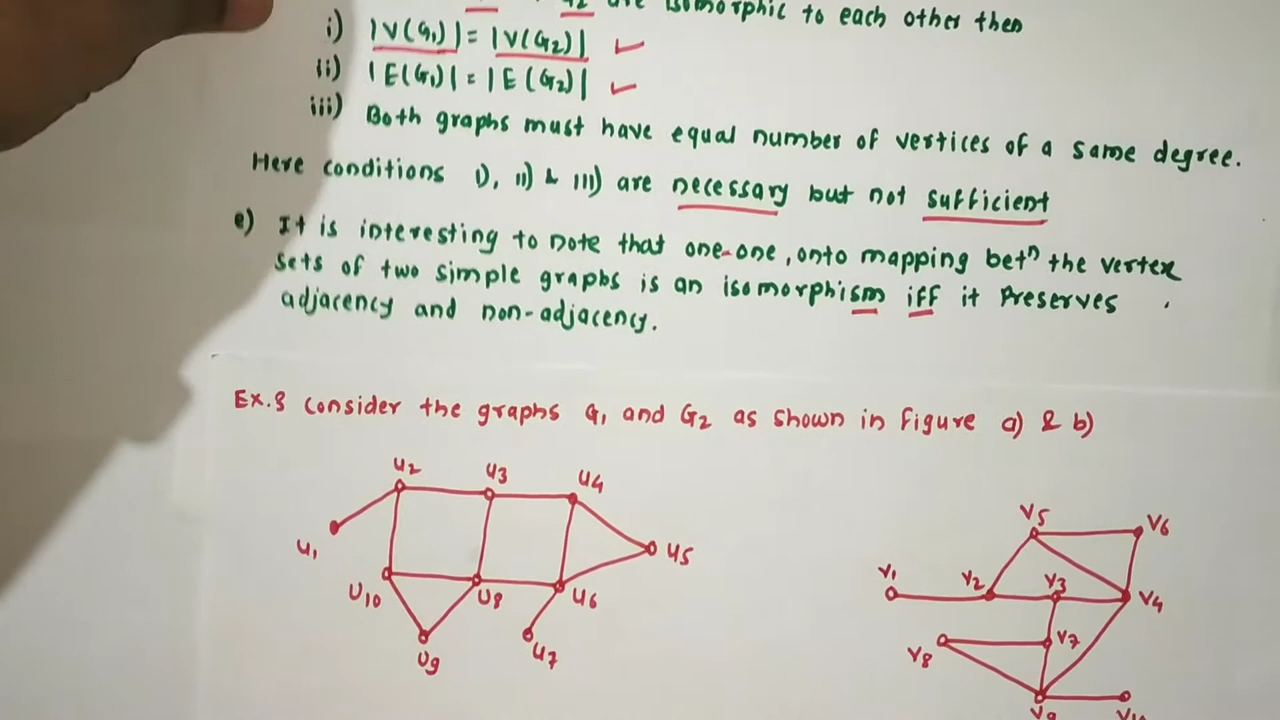 are isomorphic to each other then
i) |V(G1)| = |V(G2)| ✓
ii) |E(G1)| = |E(G2)| ✓
iii) Both graphs must have equal number of vertices of a same degree.
Here conditions i), ii) & iii) are necessary but not sufficient
e) It is interesting to note that one-one, onto mapping betⁿ the vertex
sets of two simple graphs is an isomorphism iff it Preserves
adjacency and non-adjacency.
Ex.8 Consider the graphs G1 and G2 as shown in Figure a) & b)
u2 u3 u4
u1 u5
u10 u8 u6
u9 u7
v5 v6
v1 v2 v3 v4
v8 v7
v9